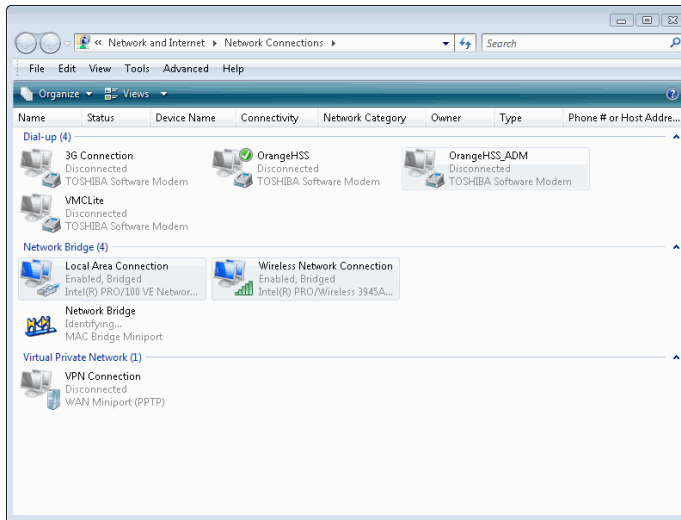 « Network and Internet ▸ Network Connections ▸ Search
File Edit View Tools Advanced Help
Organize Views
Name Status Device Name Connectivity Network Category Owner Type Phone # or Host Addre...
Dial-up (4)
3G Connection
Disconnected
TOSHIBA Software Modem
OrangeHSS
Disconnected
TOSHIBA Software Modem
OrangeHSS_ADM
Disconnected
TOSHIBA Software Modem
VMCLite
Disconnected
TOSHIBA Software Modem
Network Bridge (4)
Local Area Connection
Enabled, Bridged
Intel(R) PRO/100 VE Networ...
Wireless Network Connection
Enabled, Bridged
Intel(R) PRO/Wireless 3945A...
Network Bridge
Identifying...
MAC Bridge Miniport
Virtual Private Network (1)
VPN Connection
Disconnected
WAN Miniport (PPTP)